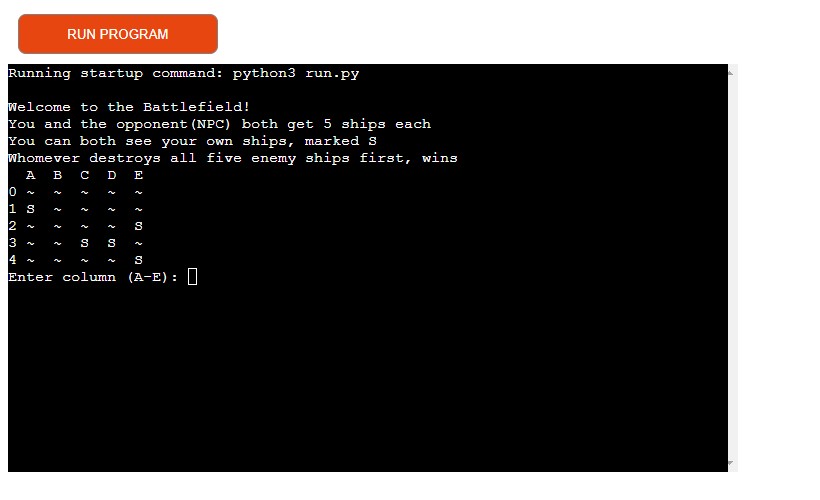 RUN PROGRAM
Running startup command: python3 run.py
Welcome to the Battlefield!
You and the opponent(NPC) both get 5 ships each
You can both see your own ships, marked S
Whomever destroys all five enemy ships first, wins
  A  B  C  D  E
0 ~  ~  ~  ~  ~
1 S  ~  ~  ~  ~
2 ~  ~  ~  ~  S
3 ~  ~  S  S  ~
4 ~  ~  ~  ~  S
Enter column (A-E):